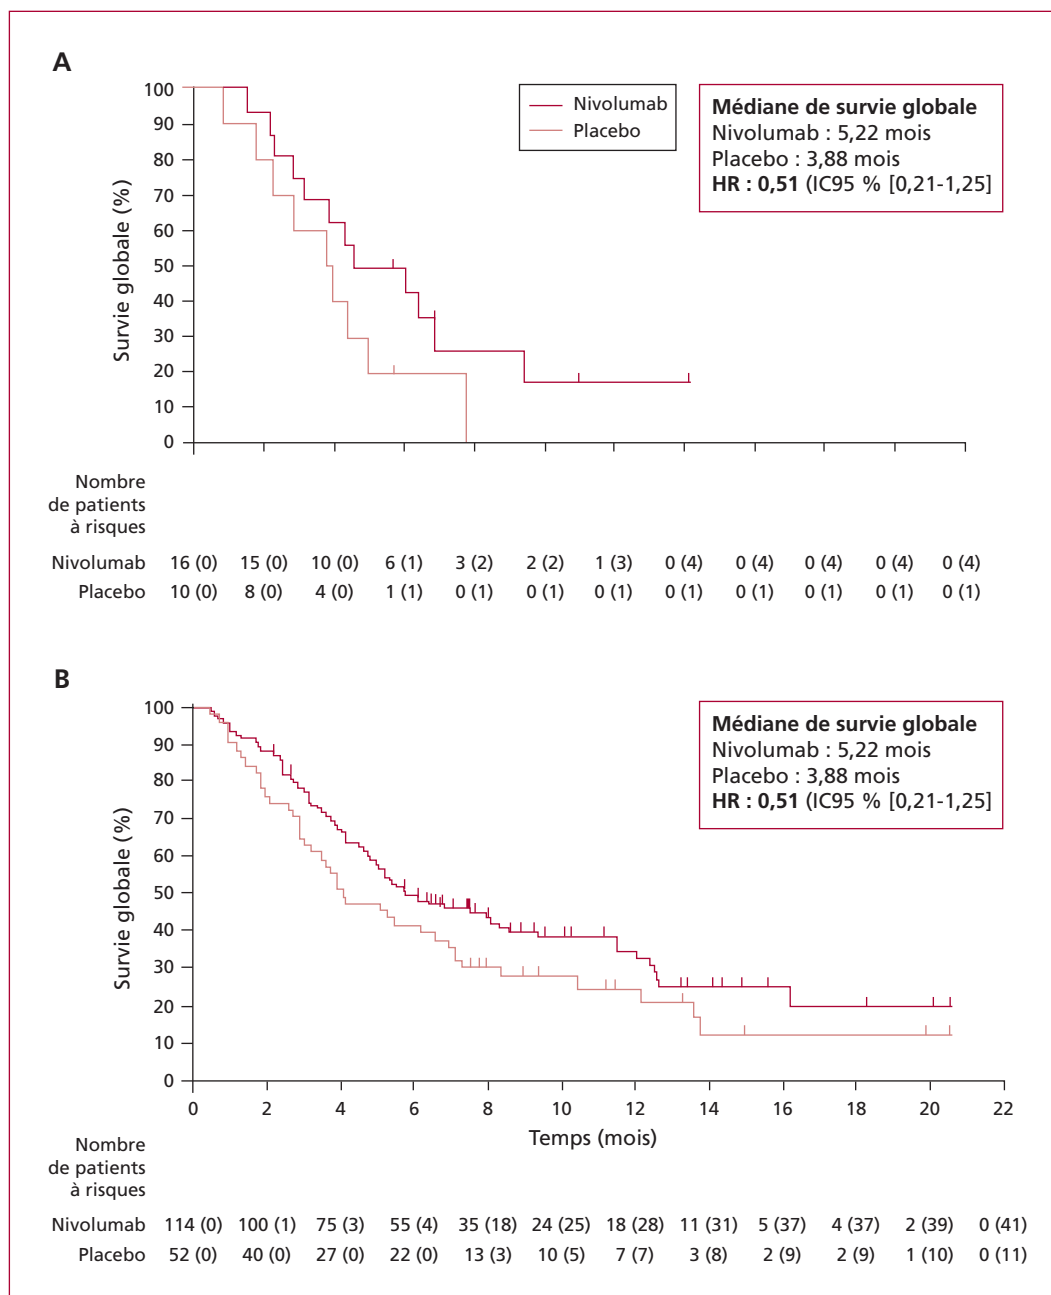 A
Nivolumab
Placebo
Médiane de survie globale
Nivolumab : 5,22 mois
Placebo : 3,88 mois
HR : 0,51 (IC95 % [0,21-1,25]
Survie globale (%)
100
90
80
70
60
50
40
30
20
10
0
Nombre
de patients
à risques
Nivolumab 16 (0) 15 (0) 10 (0) 6 (1) 3 (2) 2 (2) 1 (3) 0 (4) 0 (4) 0 (4) 0 (4) 0 (4)
Placebo 10 (0) 8 (0) 4 (0) 1 (1) 0 (1) 0 (1) 0 (1) 0 (1) 0 (1) 0 (1) 0 (1) 0 (1)
B
Médiane de survie globale
Nivolumab : 5,22 mois
Placebo : 3,88 mois
HR : 0,51 (IC95 % [0,21-1,25]
Survie globale (%)
100
90
80
70
60
50
40
30
20
10
0
0 2 4 6 8 10 12 14 16 18 20 22
Temps (mois)
Nombre
de patients
à risques
Nivolumab 114 (0) 100 (1) 75 (3) 55 (4) 35 (18) 24 (25) 18 (28) 11 (31) 5 (37) 4 (37) 2 (39) 0 (41)
Placebo 52 (0) 40 (0) 27 (0) 22 (0) 13 (3) 10 (5) 7 (7) 3 (8) 2 (9) 2 (9) 1 (10) 0 (11)